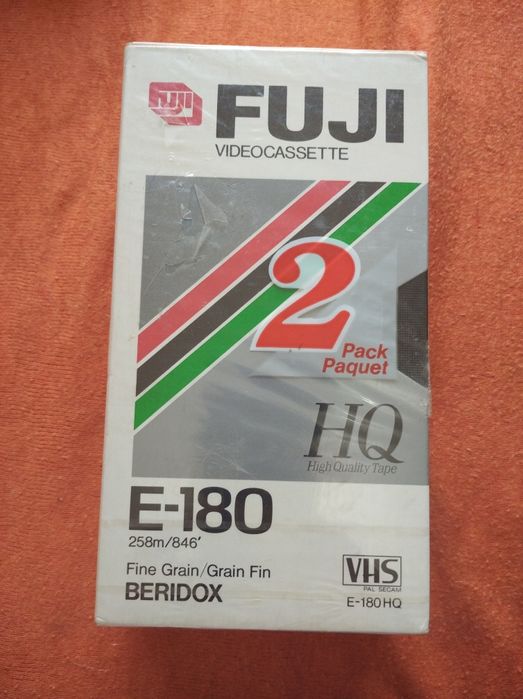 FUJI
FUJI
VIDEOCASSETTE
2
Pack
Paquet
HQ
High Quality Tape
E-180
258m/846'
Fine Grain/Grain Fin
BERIDOX
VHS
PAL SECAM
E-180HQ